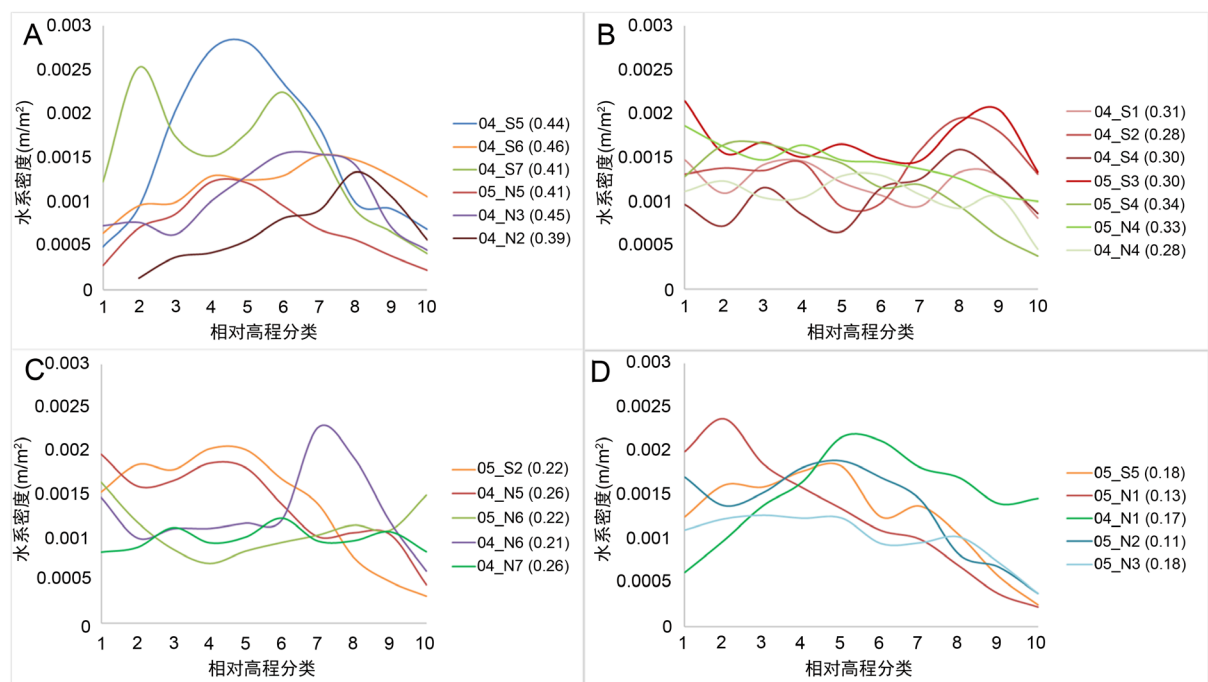 A
水系密度(m/m²)
0.003
0.0025
0.002
0.0015
0.001
0.0005
0
1 2 3 4 5 6 7 8 9 10
相对高程分类
04_S5 (0.44)
04_S6 (0.46)
04_S7 (0.41)
05_N5 (0.41)
04_N3 (0.45)
04_N2 (0.39)
B
水系密度(m/m²)
0.003
0.0025
0.002
0.0015
0.001
0.0005
0
1 2 3 4 5 6 7 8 9 10
相对高程分类
04_S1 (0.31)
04_S2 (0.28)
04_S4 (0.30)
05_S3 (0.30)
05_S4 (0.34)
05_N4 (0.33)
04_N4 (0.28)
C
水系密度(m/m²)
0.003
0.0025
0.002
0.0015
0.001
0.0005
0
1 2 3 4 5 6 7 8 9 10
相对高程分类
05_S2 (0.22)
04_N5 (0.26)
05_N6 (0.22)
04_N6 (0.21)
04_N7 (0.26)
D
水系密度(m/m²)
0.003
0.0025
0.002
0.0015
0.001
0.0005
0
1 2 3 4 5 6 7 8 9 10
相对高程分类
05_S5 (0.18)
05_N1 (0.13)
04_N1 (0.17)
05_N2 (0.11)
05_N3 (0.18)